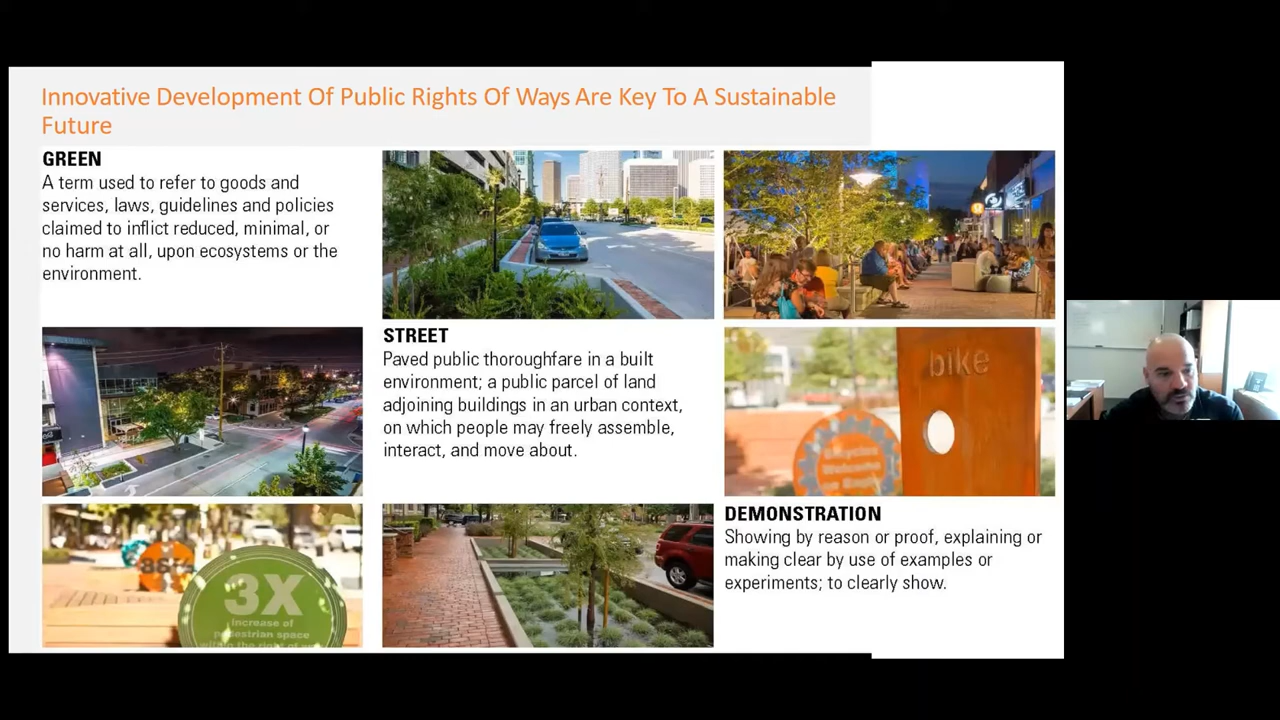 Innovative Development Of Public Rights Of Ways Are Key To A Sustainable
Future
GREEN
A term used to refer to goods and
services, laws, guidelines and policies
claimed to inflict reduced, minimal, or
no harm at all, upon ecosystems or the
environment.
STREET
Paved public thoroughfare in a built
environment; a public parcel of land
adjoining buildings in an urban context,
on which people may freely assemble,
interact, and move about.
bike
3X
increase of
pedestrian space
within the right of
DEMONSTRATION
Showing by reason or proof, explaining or
making clear by use of examples or
experiments; to clearly show.